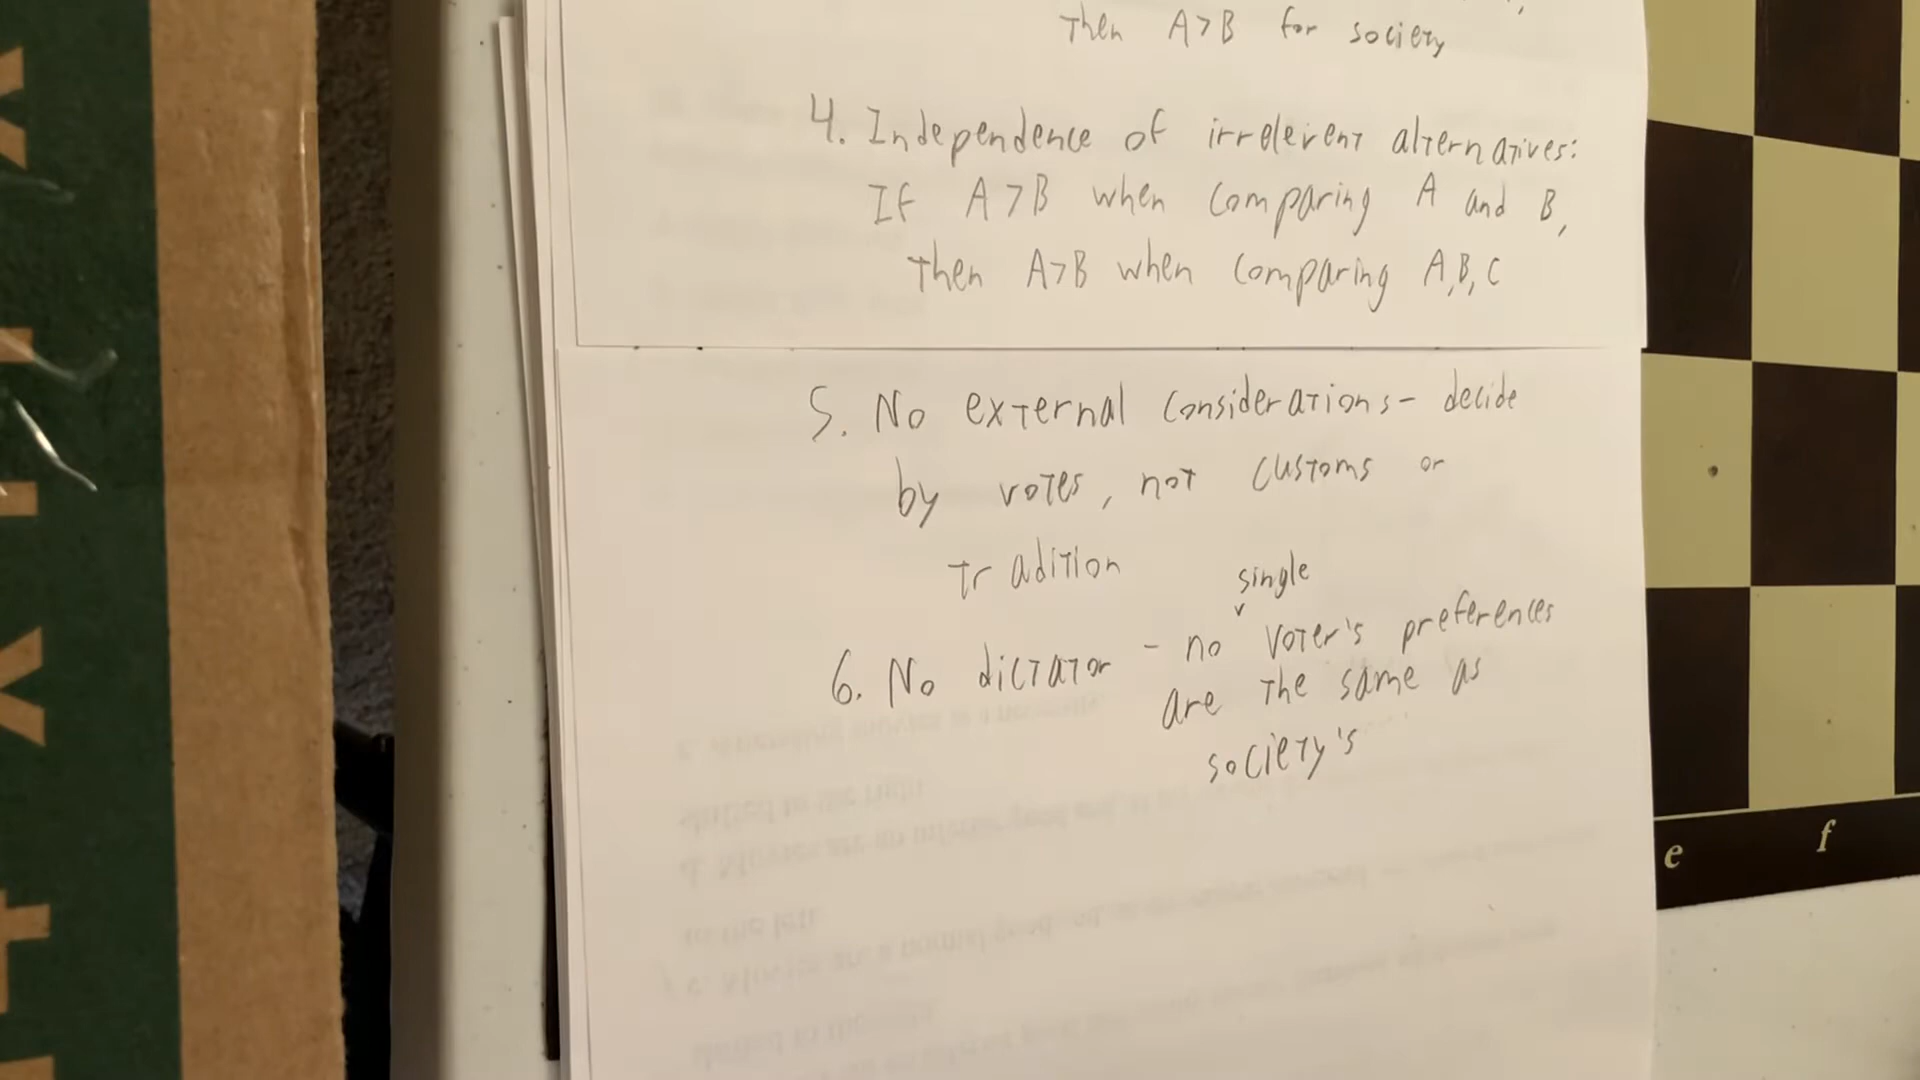 then A>B for society
4. Independence of irrelevent alternatives:
If A>B when comparing A and B,
then A>B when comparing A,B,C
5. No external considerations- decide
by votes, not customs or
tradition
single
6. No dictator - no voter's preferences
are the same as
society's
e f